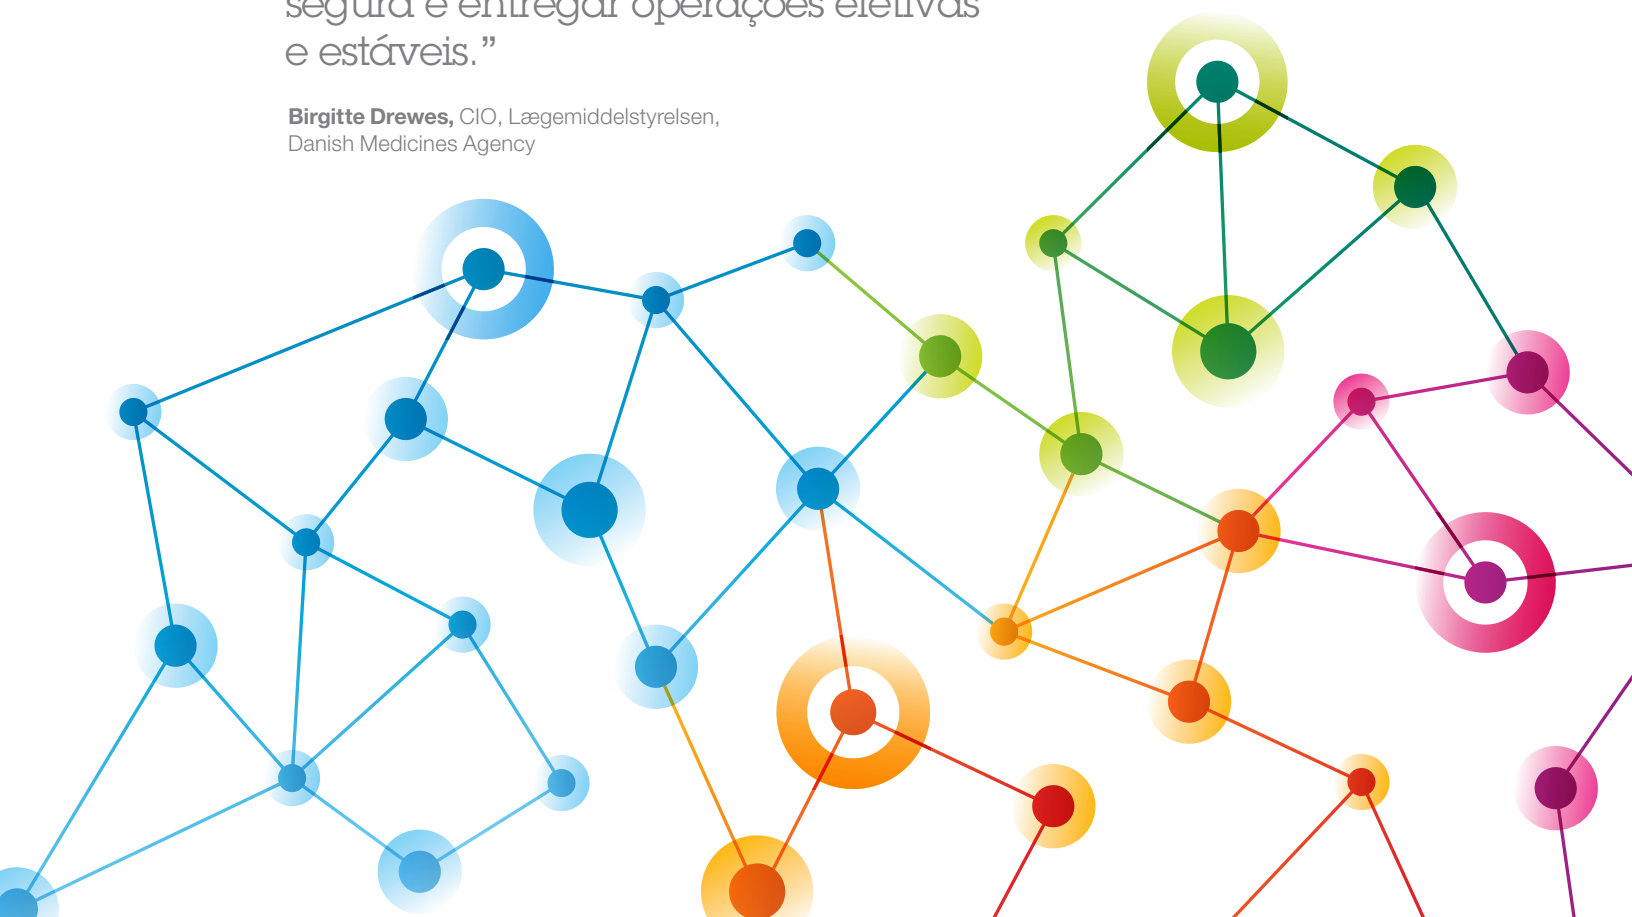 segura e entregar operações efetivas
e estáveis.”
Birgitte Drewes, CIO, Lægemiddelstyrelsen,
Danish Medicines Agency